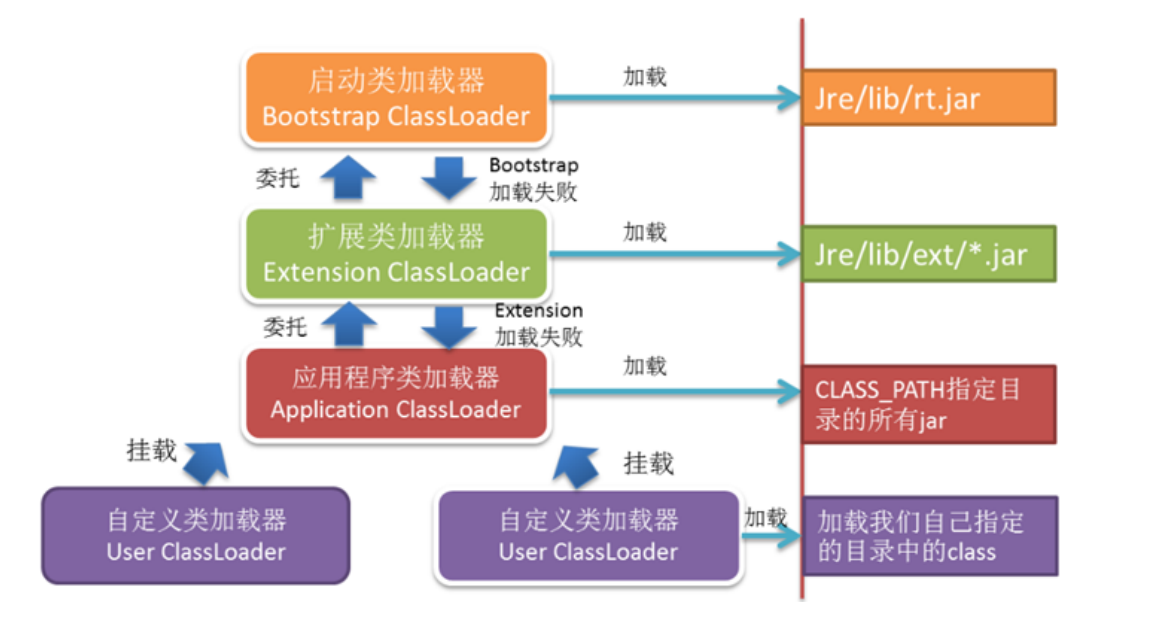 启动类加载器
Bootstrap ClassLoader
加载
Jre/lib/rt.jar
委托
Bootstrap
加载失败
扩展类加载器
Extension ClassLoader
加载
Jre/lib/ext/*.jar
委托
Extension
加载失败
应用程序类加载器
Application ClassLoader
加载
CLASS_PATH指定目
录的所有jar
挂载
挂载
自定义类加载器
User ClassLoader
自定义类加载器
User ClassLoader
加载
加载我们自己指定
的目录中的class